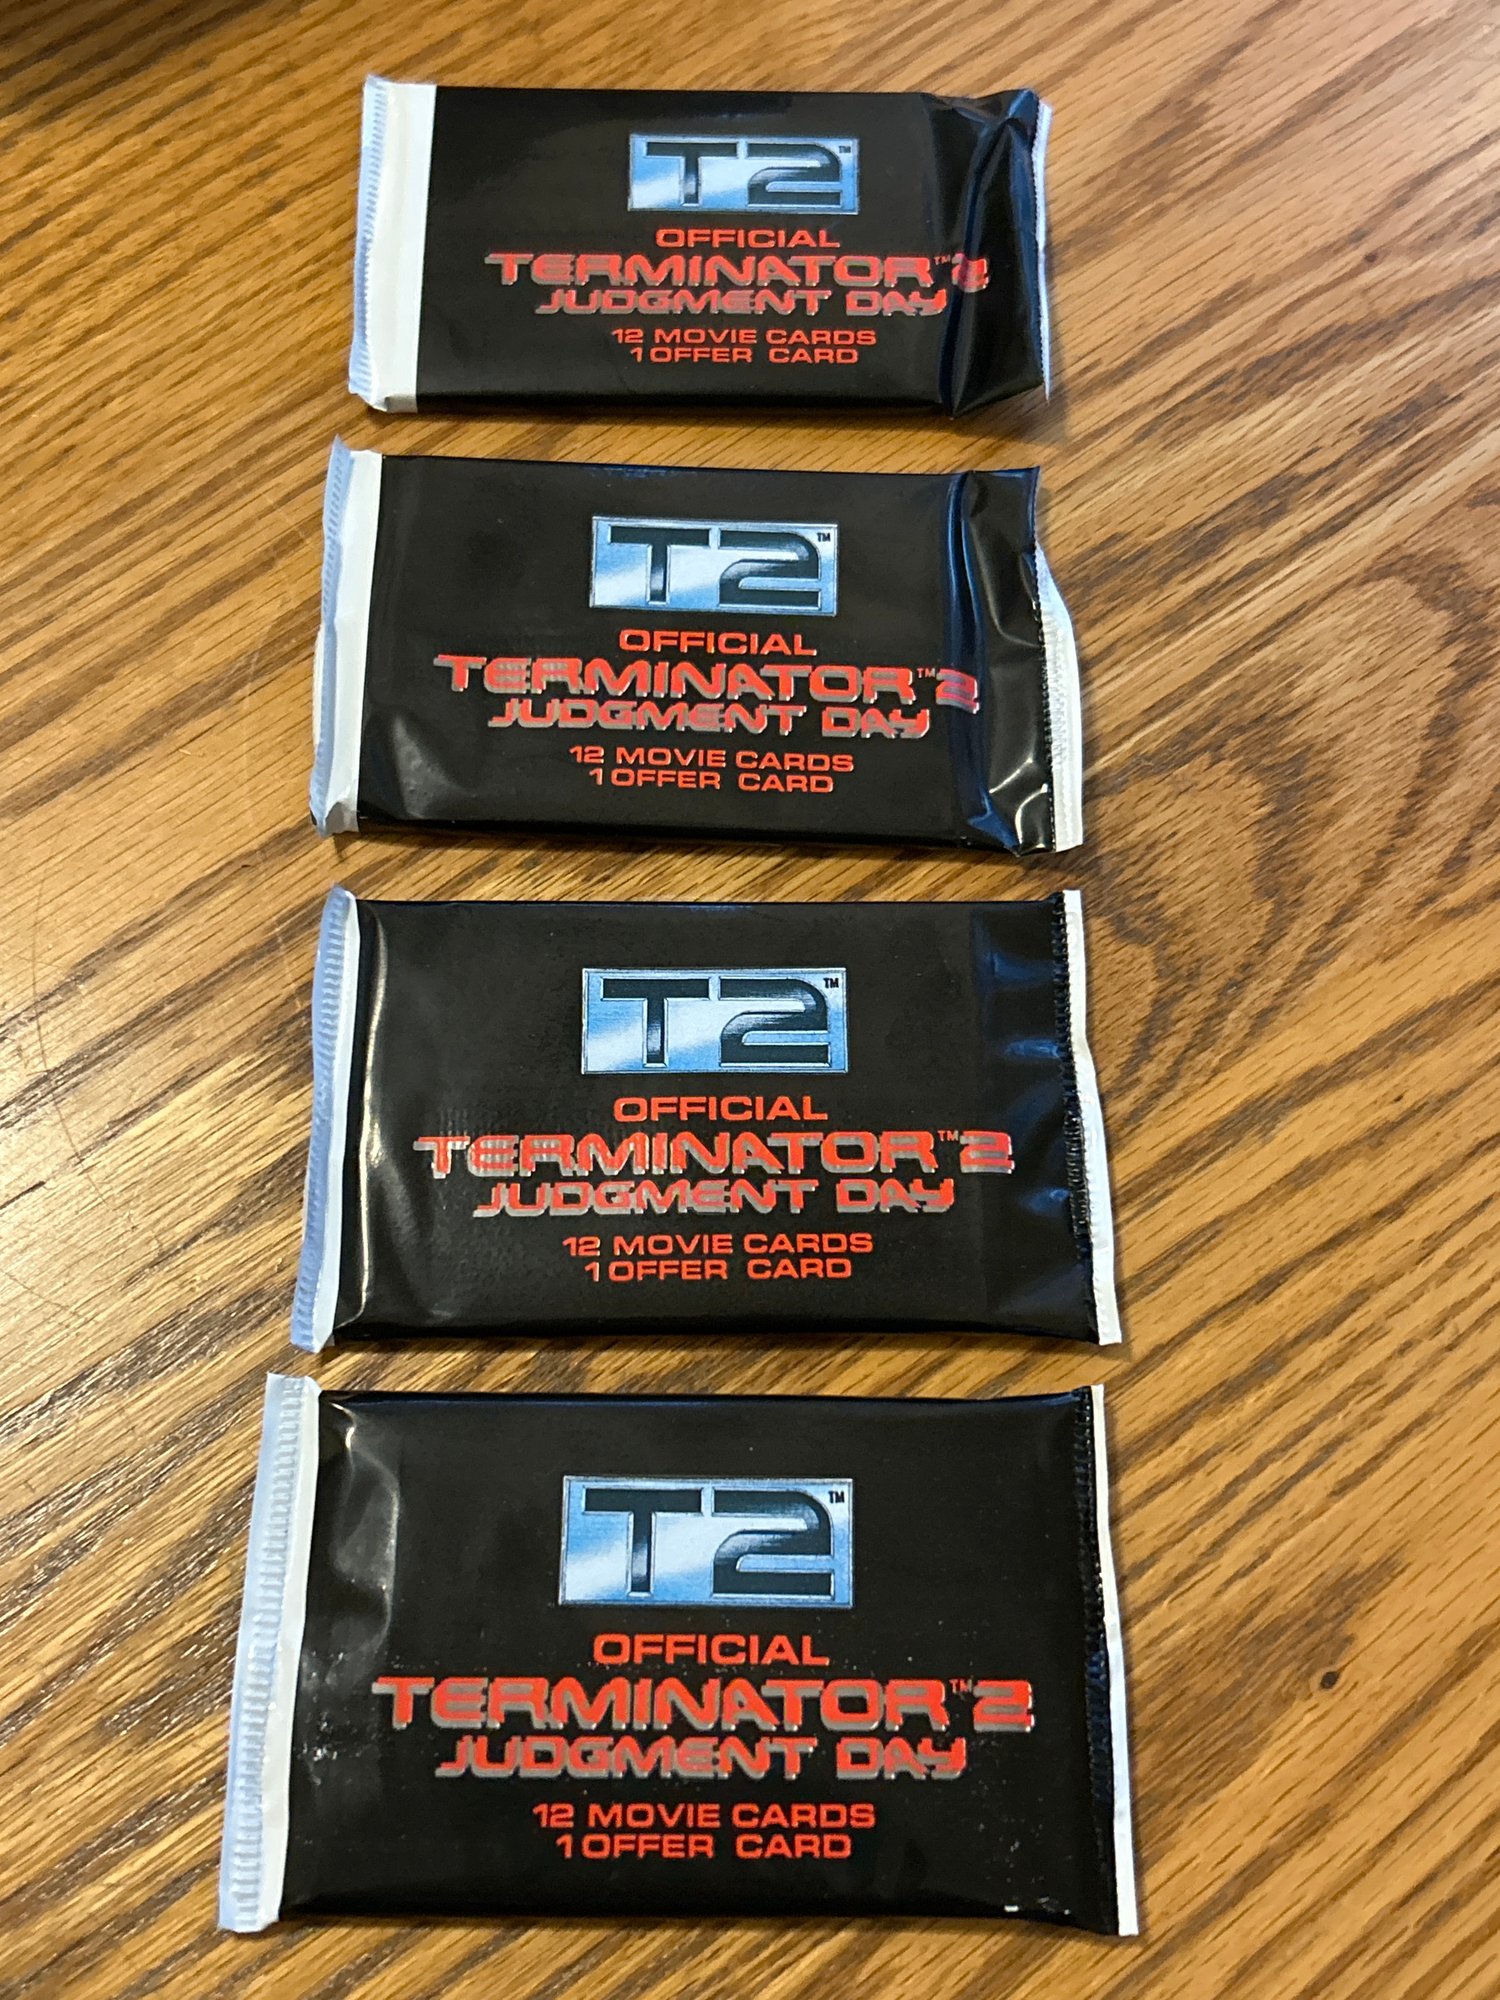 T2™
OFFICIAL
TERMINATOR™2
JUDGMENT DAY
12 MOVIE CARDS
1 OFFER CARD
T2™
OFFICIAL
TERMINATOR™2
JUDGMENT DAY
12 MOVIE CARDS
1 OFFER CARD
T2™
OFFICIAL
TERMINATOR™2
JUDGMENT DAY
12 MOVIE CARDS
1 OFFER CARD
T2™
OFFICIAL
TERMINATOR™2
JUDGMENT DAY
12 MOVIE CARDS
1 OFFER CARD